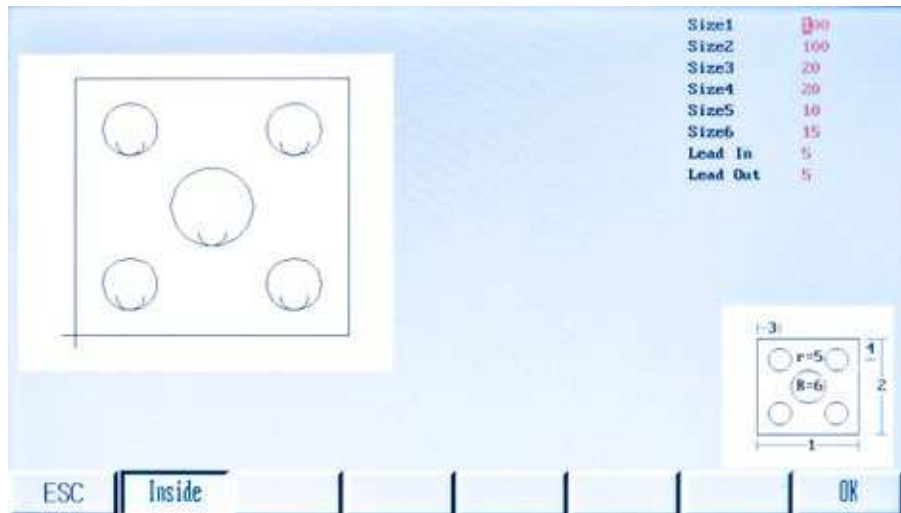 Size1 100
Size2 100
Size3 20
Size4 20
Size5 10
Size6 15
Lead In 5
Lead Out 5
3
r=5
4
R=6
2
1
ESC
Inside
OK